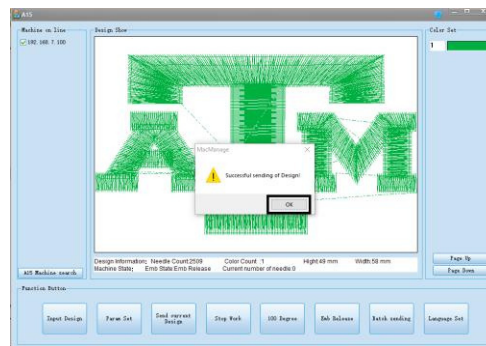 A15
Machine on line
192.168.7.100
A15 Machine search
Design Show
ATM
MacManage
Successful sending of Design!
OK
Design Information: Needle Count:2509 Color Count :1 Hight:49 mm Width:58 mm
Machine State: Emb State:Emb Release Current number of needle:0
Color Set
1
Page Up
Page Down
Function Button
Input Design
Param Set
Send current
Design
Stop Work
180 Degree
Emb Release
Batch sending
Language Set